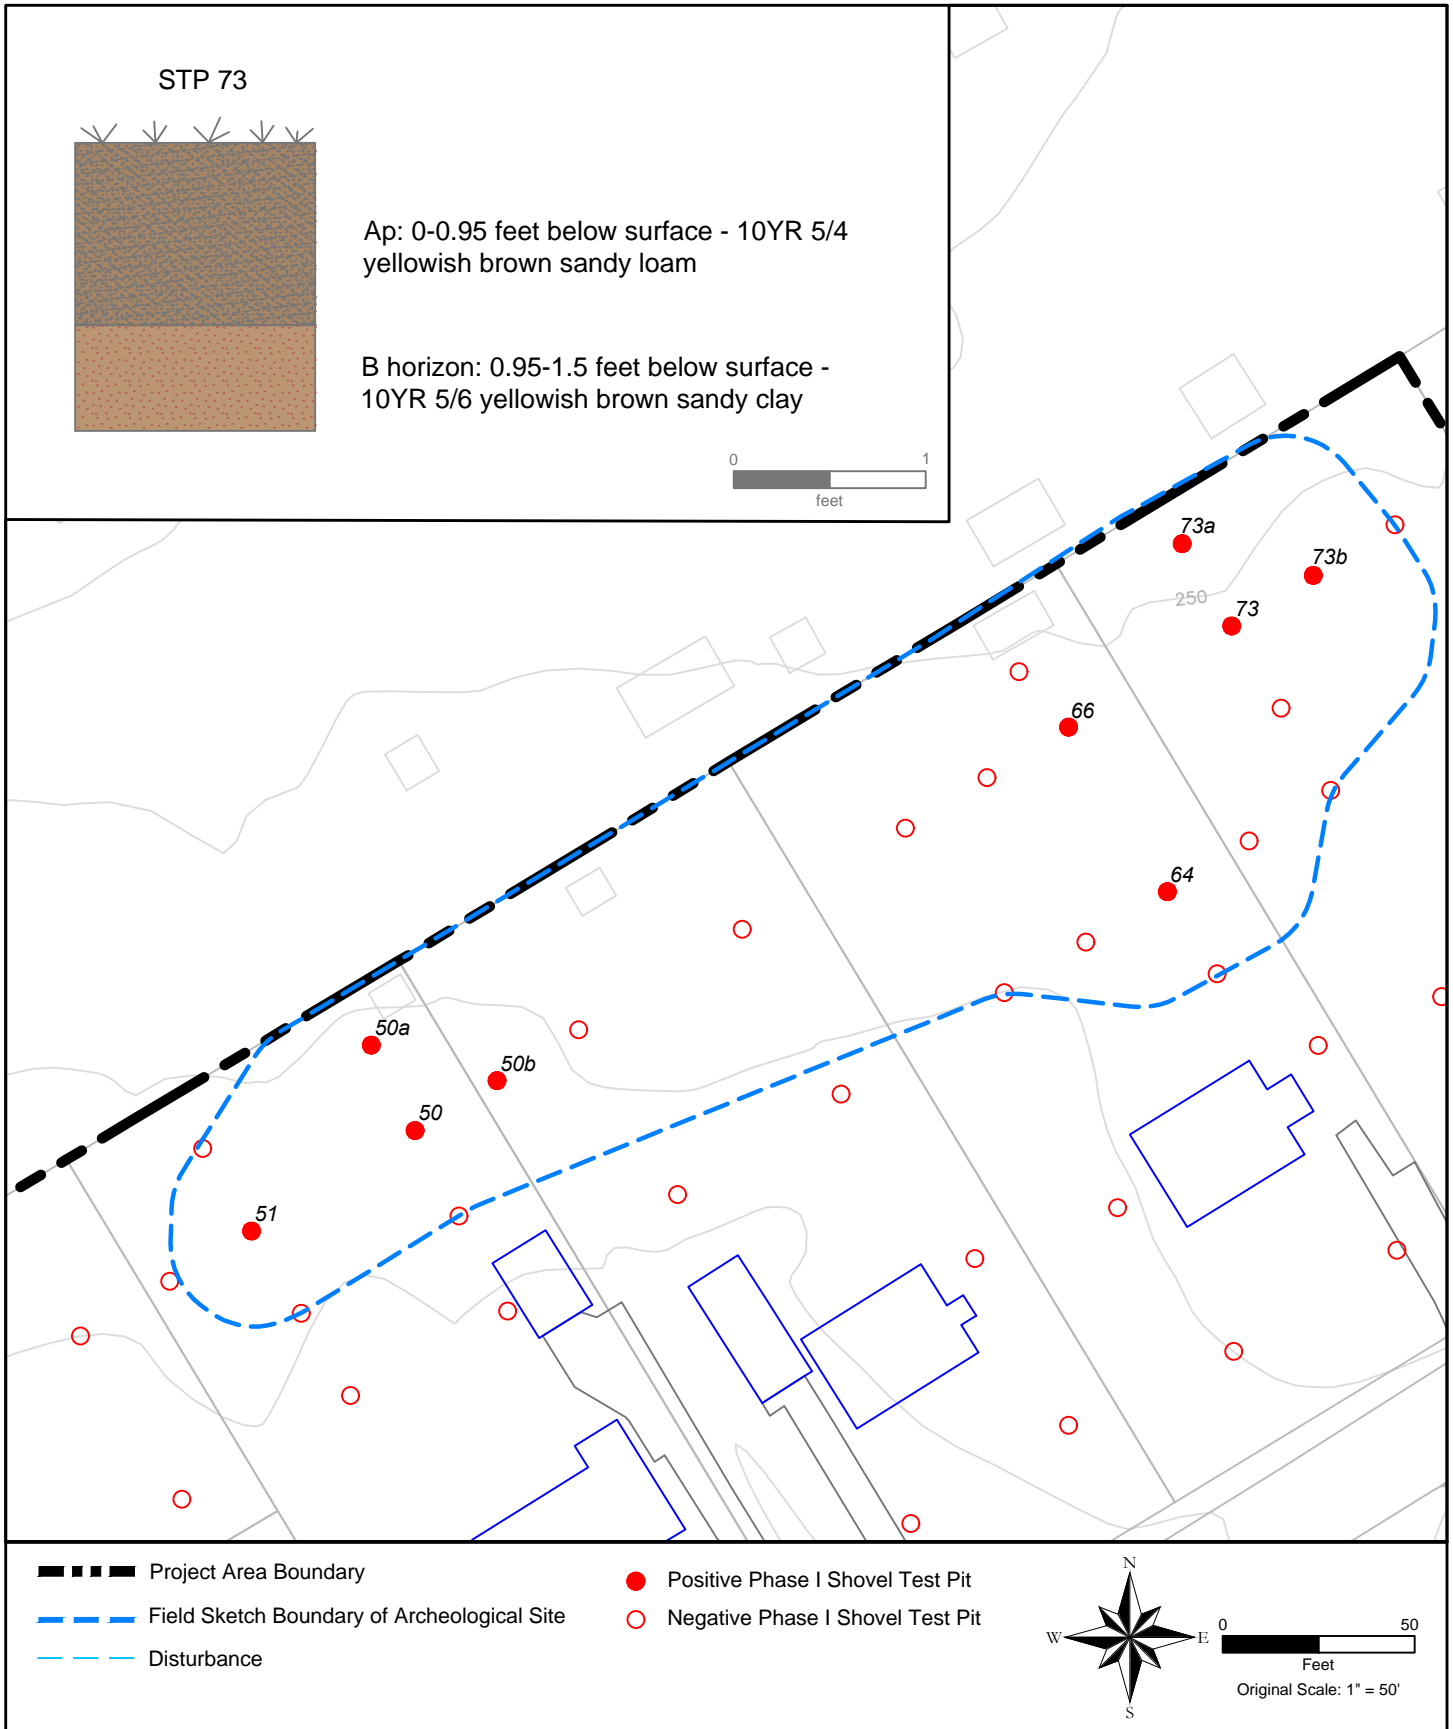 STP 73
Ap: 0-0.95 feet below surface - 10YR 5/4
yellowish brown sandy loam
B horizon: 0.95-1.5 feet below surface -
10YR 5/6 yellowish brown sandy clay
0 1
feet
73a
73b
250
73
66
64
50a
50b
50
51
Project Area Boundary
Field Sketch Boundary of Archeological Site
Disturbance
Positive Phase I Shovel Test Pit
Negative Phase I Shovel Test Pit
N
W E
S
0 50
Feet
Original Scale: 1" = 50'